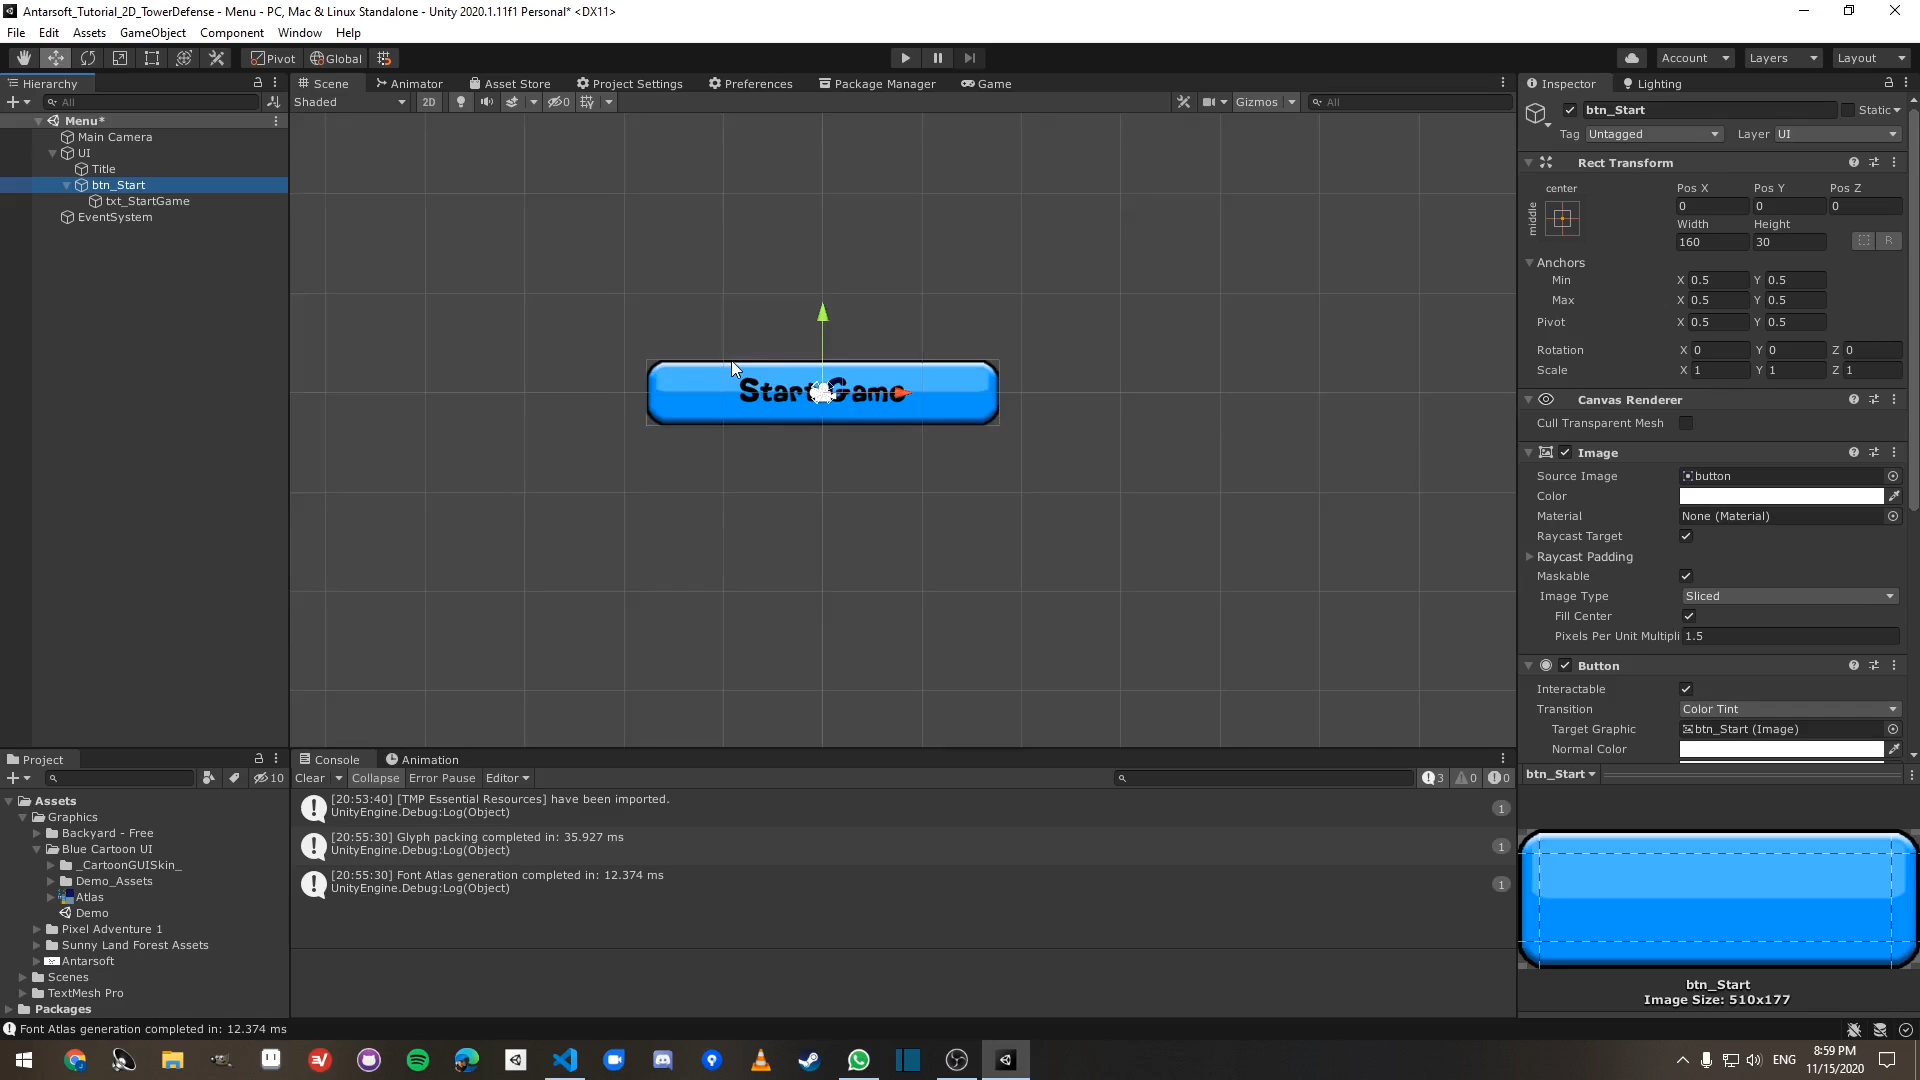 Antarsoft_Tutorial_2D_TowerDefense - Menu - PC, Mac & Linux Standalone - Unity 2020.1.11f1 Personal* <DX11>
File Edit Assets GameObject Component Window Help
Pivot Global Account Layers Layout
Hierarchy
All
Menu*
Main Camera
UI
Title
btn_Start
txt_StartGame
EventSystem
Scene Animator Asset Store Project Settings Preferences Package Manager Game
Shaded 2D 0 Gizmos All
Start Game
Inspector Lighting
btn_Start Static
Tag Untagged Layer UI
Rect Transform
center Pos X Pos Y Pos Z
middle 0 0 0
Width Height
160 30 R
Anchors
Min X 0.5 Y 0.5
Max X 0.5 Y 0.5
Pivot X 0.5 Y 0.5
Rotation X 0 Y 0 Z 0
Scale X 1 Y 1 Z 1
Canvas Renderer
Cull Transparent Mesh
Image
Source Image button
Color
Material None (Material)
Raycast Target
Raycast Padding
Maskable
Image Type Sliced
Fill Center
Pixels Per Unit Multipli 1.5
Button
Interactable
Transition Color Tint
Target Graphic btn_Start (Image)
Normal Color
btn_Start
btn_Start
Image Size: 510x177
Project
10
Assets
Graphics
Backyard - Free
Blue Cartoon UI
_CartoonGUISkin_
Demo_Assets
Atlas
Demo
Pixel Adventure 1
Sunny Land Forest Assets
Antarsoft
Scenes
TextMesh Pro
Packages
Console Animation
Clear Collapse Error Pause Editor 3 0 0
[20:53:40] [TMP Essential Resources] have been imported.
UnityEngine.Debug:Log(Object)
1
[20:55:30] Glyph packing completed in: 35.927 ms
UnityEngine.Debug:Log(Object)
1
[20:55:30] Font Atlas generation completed in: 12.374 ms
UnityEngine.Debug:Log(Object)
1
Font Atlas generation completed in: 12.374 ms
ENG
8:59 PM
11/15/2020